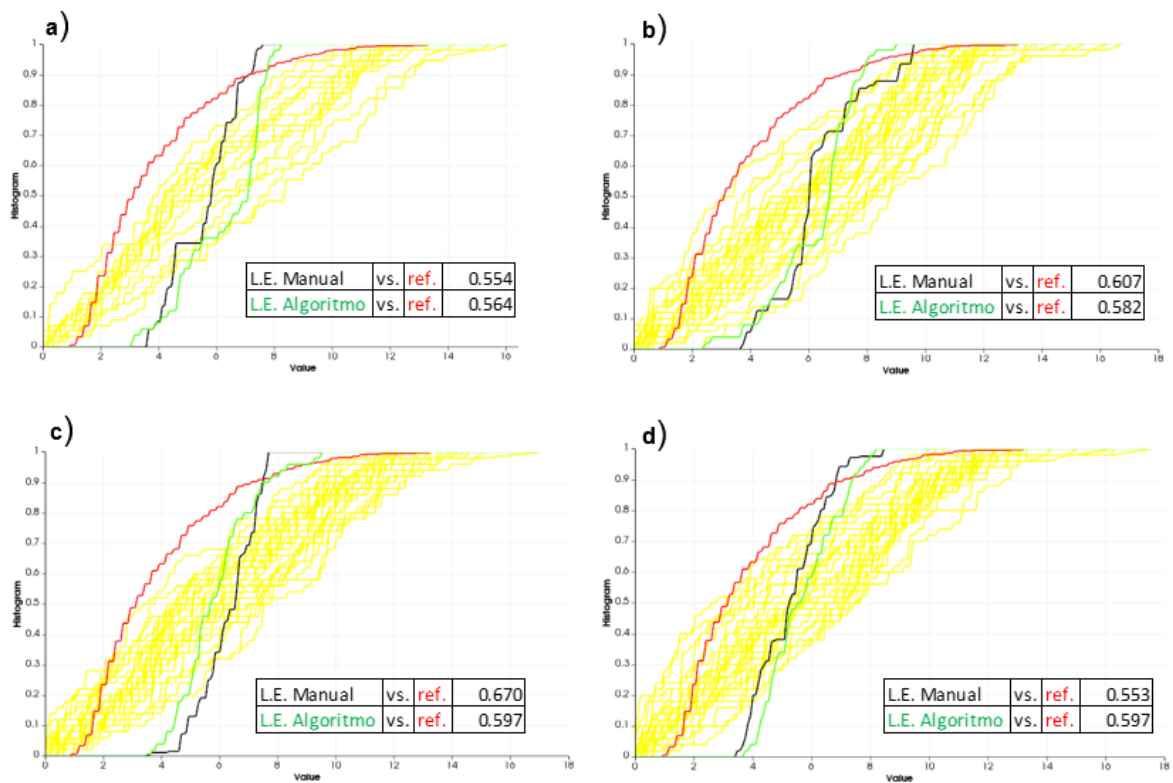 a)
1
0.9
0.8
0.7
0.6
0.5
0.4
0.3
0.2
0.1
0
Histogram
0 2 4 6 8 10 12 14 16
Value
L.E. Manual vs. ref. 0.554
L.E. Algoritmo vs. ref. 0.564
b)
1
0.9
0.8
0.7
0.6
0.5
0.4
0.3
0.2
0.1
0
Histogram
0 2 4 6 8 10 12 14 16 18
Value
L.E. Manual vs. ref. 0.607
L.E. Algoritmo vs. ref. 0.582
c)
1
0.9
0.8
0.7
0.6
0.5
0.4
0.3
0.2
0.1
0
Histogram
0 2 4 6 8 10 12 14 16 18
Value
L.E. Manual vs. ref. 0.670
L.E. Algoritmo vs. ref. 0.597
d)
1
0.9
0.8
0.7
0.6
0.5
0.4
0.3
0.2
0.1
0
Histogram
0 2 4 6 8 10 12 14 16 18
Value
L.E. Manual vs. ref. 0.553
L.E. Algoritmo vs. ref. 0.597